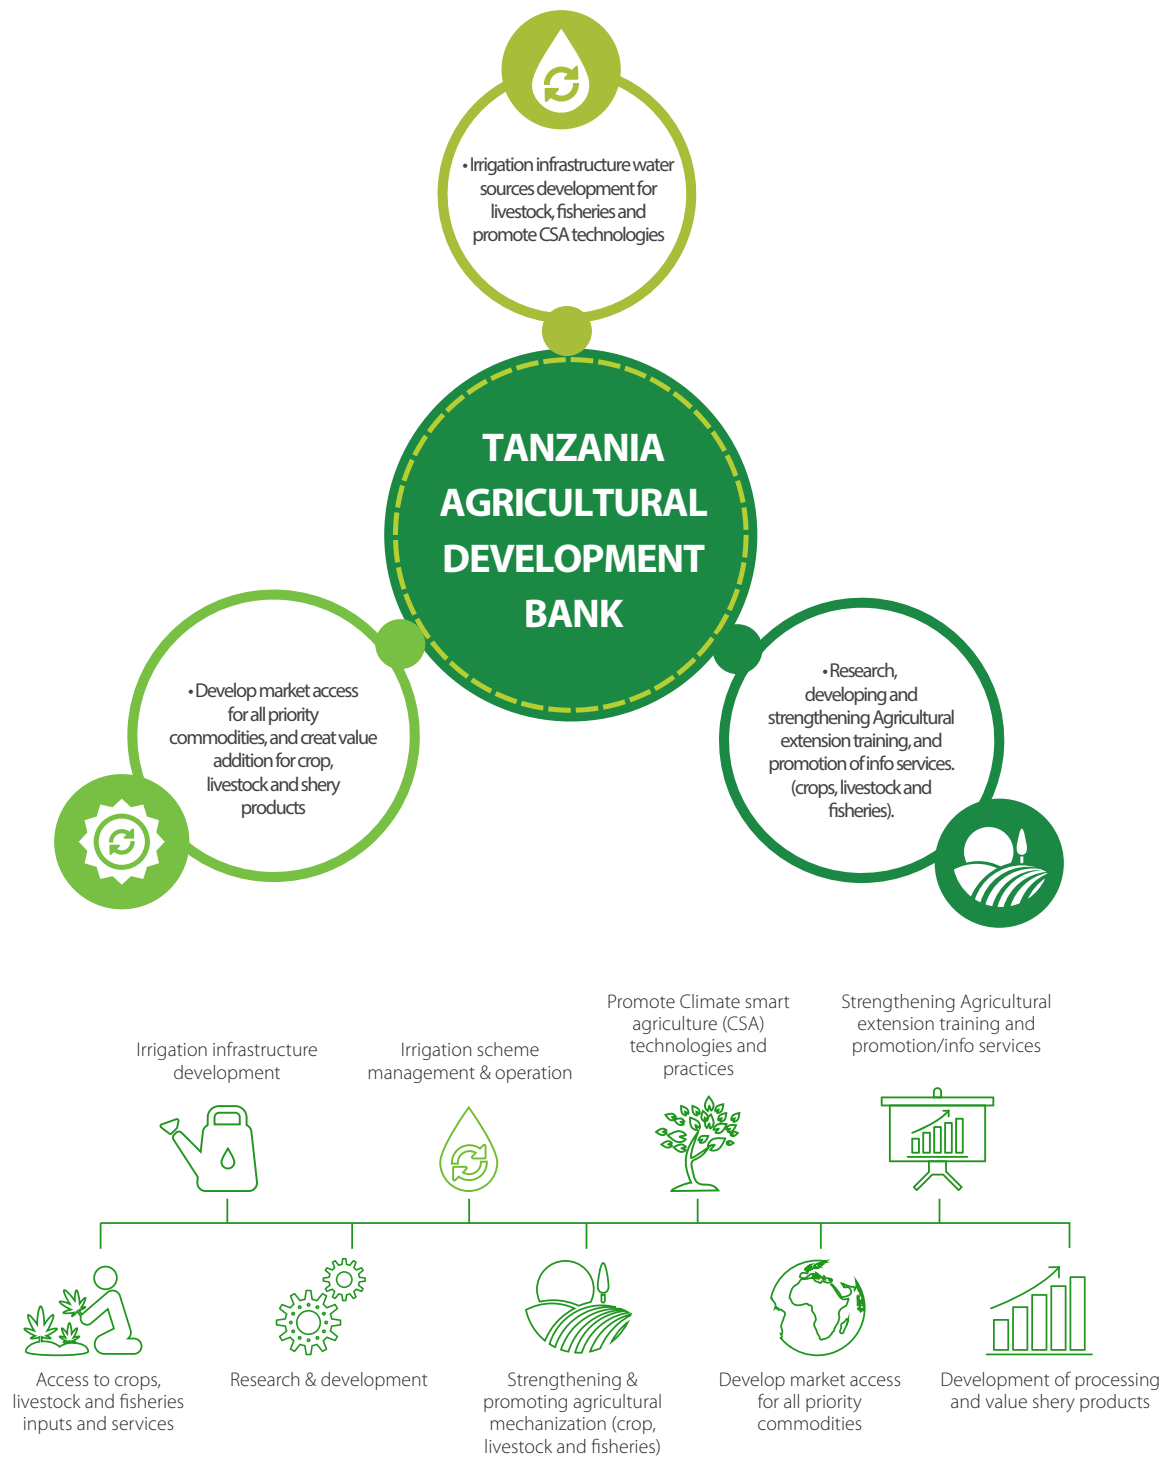 • Irrigation infrastructure water
sources development for
livestock, fisheries and
promote CSA technologies
TANZANIA
AGRICULTURAL
DEVELOPMENT
BANK
• Develop market access
for all priority
commodities, and creat value
addition for crop,
livestock and shery
products
• Research,
developing and
strengthening Agricultural
extension training, and
promotion of info services.
(crops, livestock and
fisheries).
Irrigation infrastructure
development
Irrigation scheme
management & operation
Promote Climate smart
agriculture (CSA)
technologies and
practices
Strengthening Agricultural
extension training and
promotion/info services
Access to crops,
livestock and fisheries
inputs and services
Research & development
Strengthening &
promoting agricultural
mechanization (crop,
livestock and fisheries)
Develop market access
for all priority
commodities
Development of processing
and value shery products